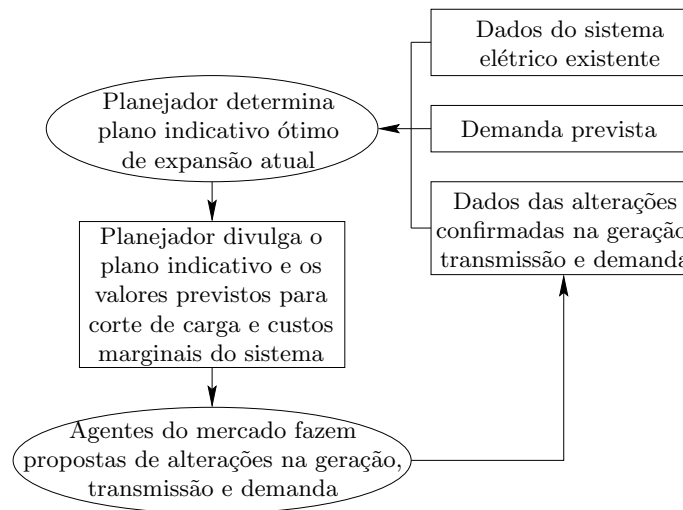 Dados do sistema
elétrico existente
Planejador determina
plano indicativo ótimo
de expansão atual
Demanda prevista
Dados das alterações
confirmadas na geração,
transmissão e demanda
Planejador divulga o
plano indicativo e os
valores previstos para
corte de carga e custos
marginais do sistema
Agentes do mercado fazem
propostas de alterações na geração,
transmissão e demanda